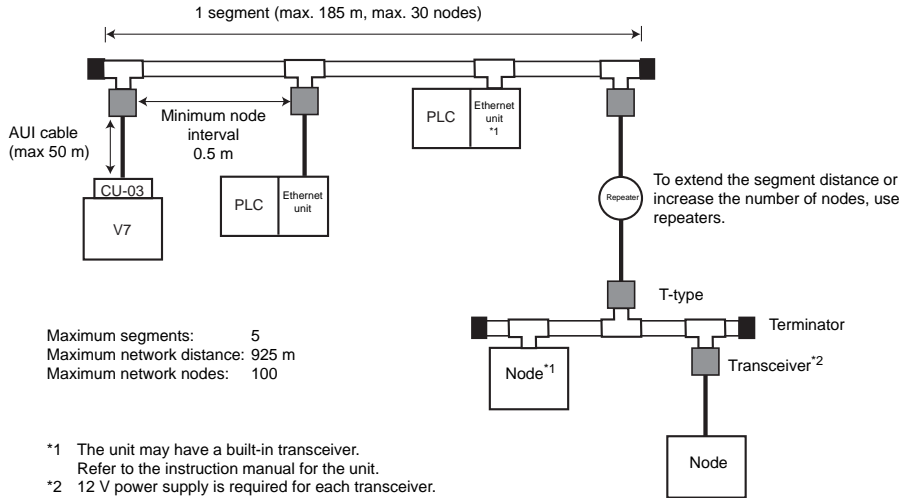 1 segment (max. 185 m, max. 30 nodes)
AUI cable
(max 50 m)
Minimum node
interval
0.5 m
PLC
Ethernet
unit
*1
CU-03
V7
PLC
Ethernet
unit
Repeater
To extend the segment distance or
increase the number of nodes, use
repeaters.
T-type
Terminator
Maximum segments: 5
Maximum network distance: 925 m
Maximum network nodes: 100
Node*1
Transceiver*2
Node
*1 The unit may have a built-in transceiver.
Refer to the instruction manual for the unit.
*2 12 V power supply is required for each transceiver.